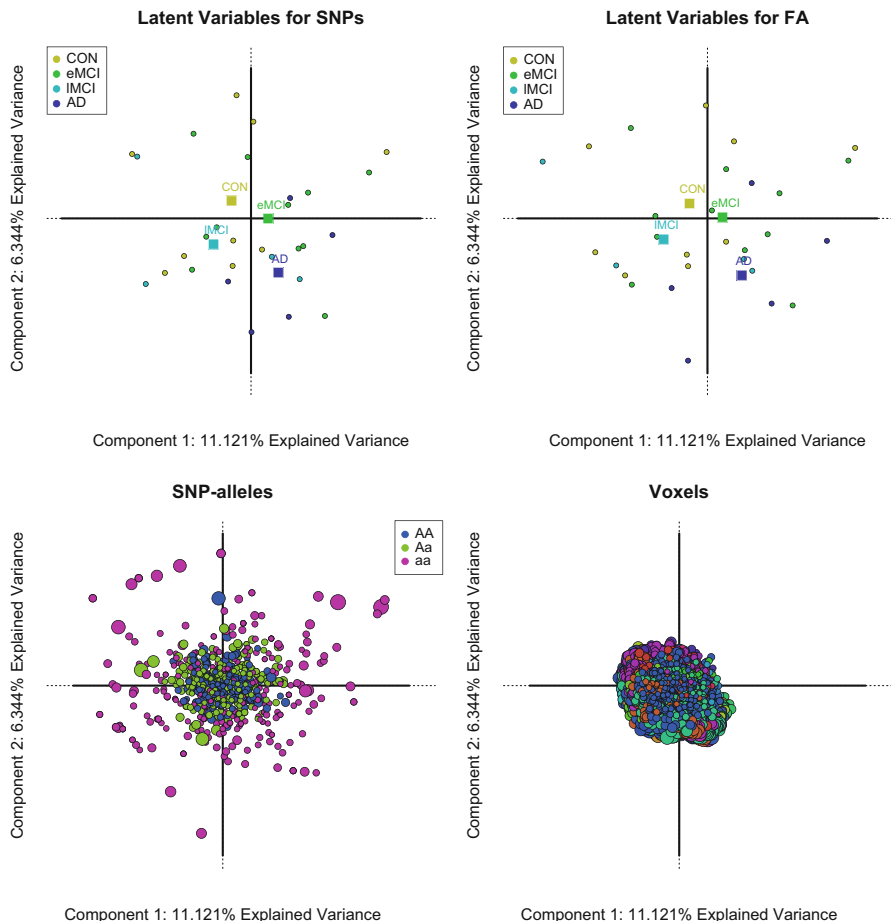 Latent Variables for SNPs
CON
eMCI
lMCI
AD
CON
eMCI
lMCI
AD
Component 2: 6.344% Explained Variance
Component 1: 11.121% Explained Variance
Latent Variables for FA
CON
eMCI
lMCI
AD
CON
eMCI
lMCI
AD
Component 2: 6.344% Explained Variance
Component 1: 11.121% Explained Variance
SNP-alleles
AA
Aa
aa
Component 2: 6.344% Explained Variance
Component 1: 11.121% Explained Variance
Voxels
Component 2: 6.344% Explained Variance
Component 1: 11.121% Explained Variance